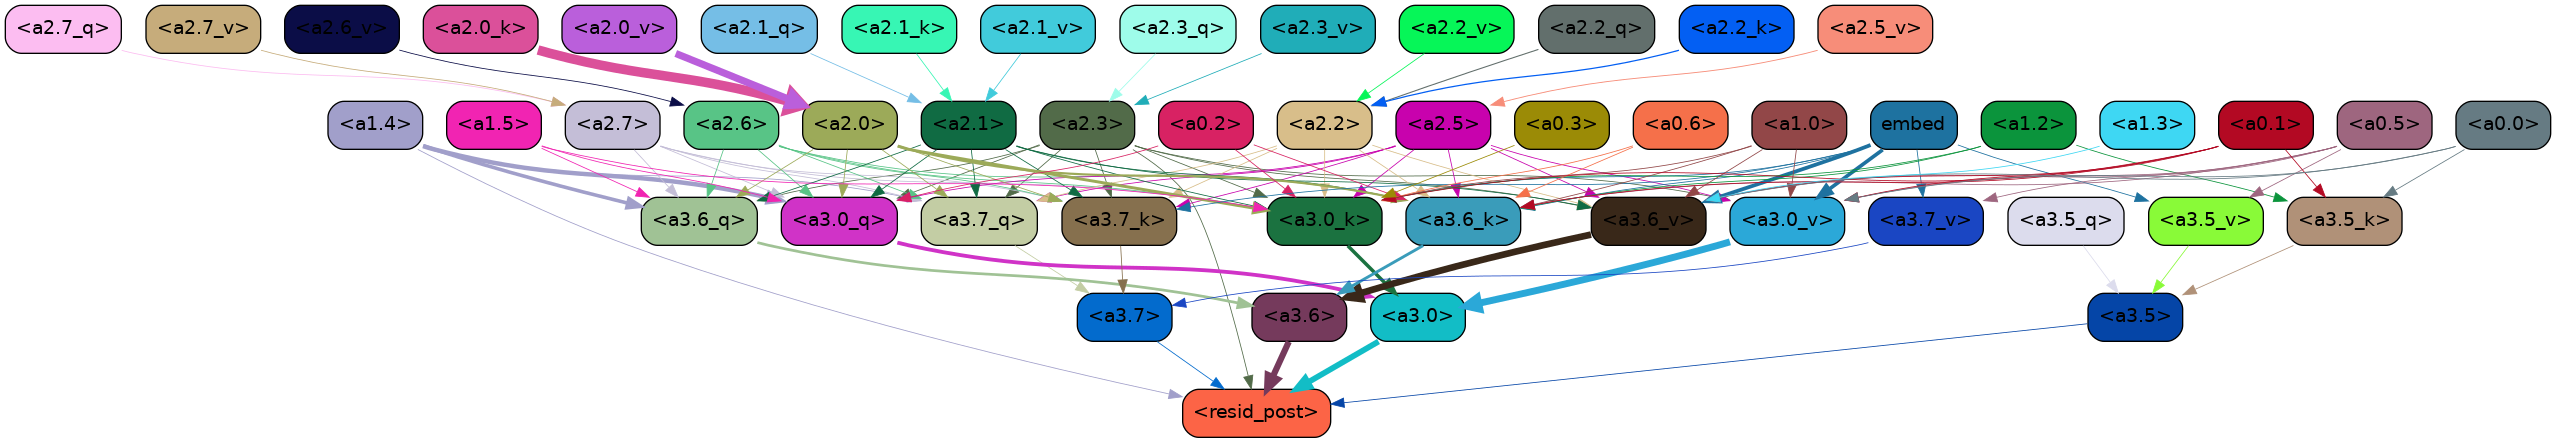 <a2.7_q> <a2.7_v> <a2.6_v> <a2.0_k> <a2.0_v> <a2.1_q> <a2.1_k> <a2.1_v> <a2.3_q> <a2.3_v> <a2.2_v> <a2.2_q> <a2.2_k> <a2.5_v>
<a1.4> <a1.5> <a2.7> <a2.6> <a2.0> <a2.1> <a2.3> <a0.2> <a2.2> <a2.5> <a0.3> <a0.6> <a1.0> embed <a1.2> <a1.3> <a0.1> <a0.5> <a0.0>
<a3.6_q> <a3.0_q> <a3.7_q> <a3.7_k> <a3.0_k> <a3.6_k> <a3.6_v> <a3.0_v> <a3.7_v> <a3.5_q> <a3.5_v> <a3.5_k>
<a3.7> <a3.6> <a3.0> <a3.5>
<resid_post>